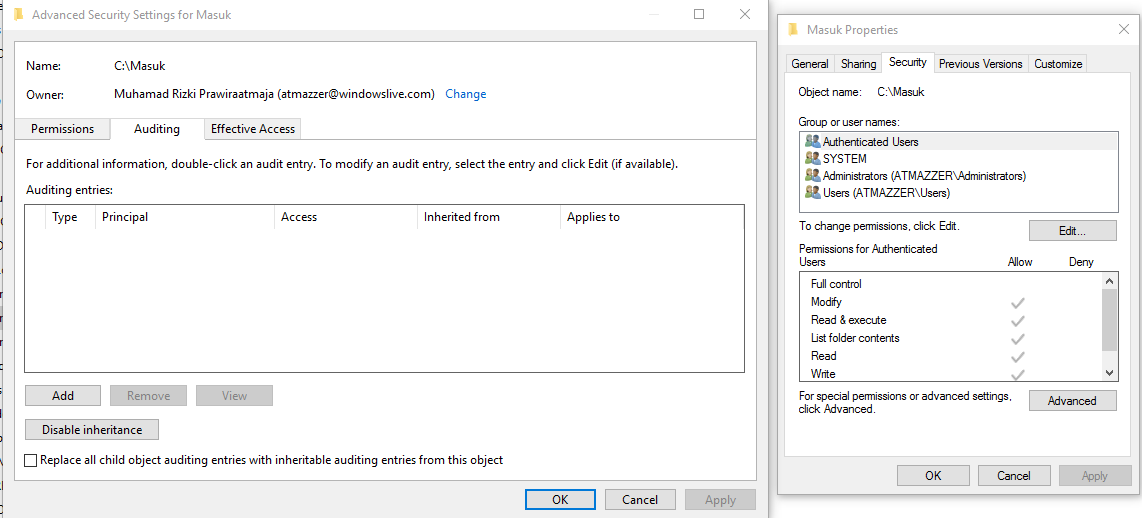 Advanced Security Settings for Masuk
Name: C:\Masuk
Owner: Muhamad Rizki Prawiraatmaja (atmazzer@windowslive.com) Change
Permissions Auditing Effective Access
For additional information, double-click an audit entry. To modify an audit entry, select the entry and click Edit (if available).
Auditing entries:
Type Principal Access Inherited from Applies to
Add Remove View
Disable inheritance
Replace all child object auditing entries with inheritable auditing entries from this object
OK Cancel Apply
Masuk Properties
General Sharing Security Previous Versions Customize
Object name: C:\Masuk
Group or user names:
Authenticated Users
SYSTEM
Administrators (ATMAZZER\Administrators)
Users (ATMAZZER\Users)
To change permissions, click Edit. Edit...
Permissions for Authenticated
Users Allow Deny
Full control
Modify
Read & execute
List folder contents
Read
Write
For special permissions or advanced settings,
click Advanced. Advanced
OK Cancel Apply